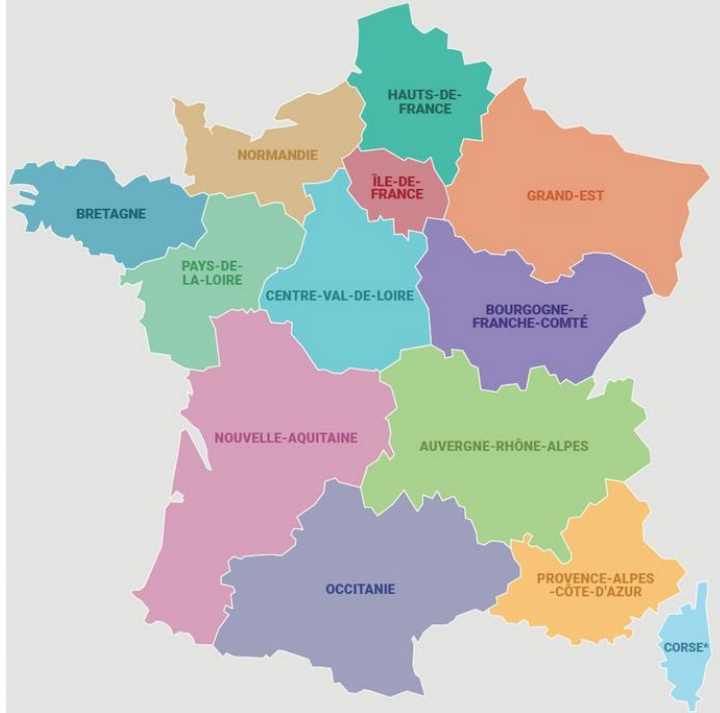 HAUTS-DE-
FRANCE
NORMANDIE
ÎLE-DE-
FRANCE
GRAND-EST
BRETAGNE
PAYS-DE-
LA-LOIRE
CENTRE-VAL-DE-LOIRE
BOURGOGNE-
FRANCHE-COMTÉ
NOUVELLE-AQUITAINE
AUVERGNE-RHÔNE-ALPES
OCCITANIE
PROVENCE-ALPES
-CÔTE-D'AZUR
CORSE*